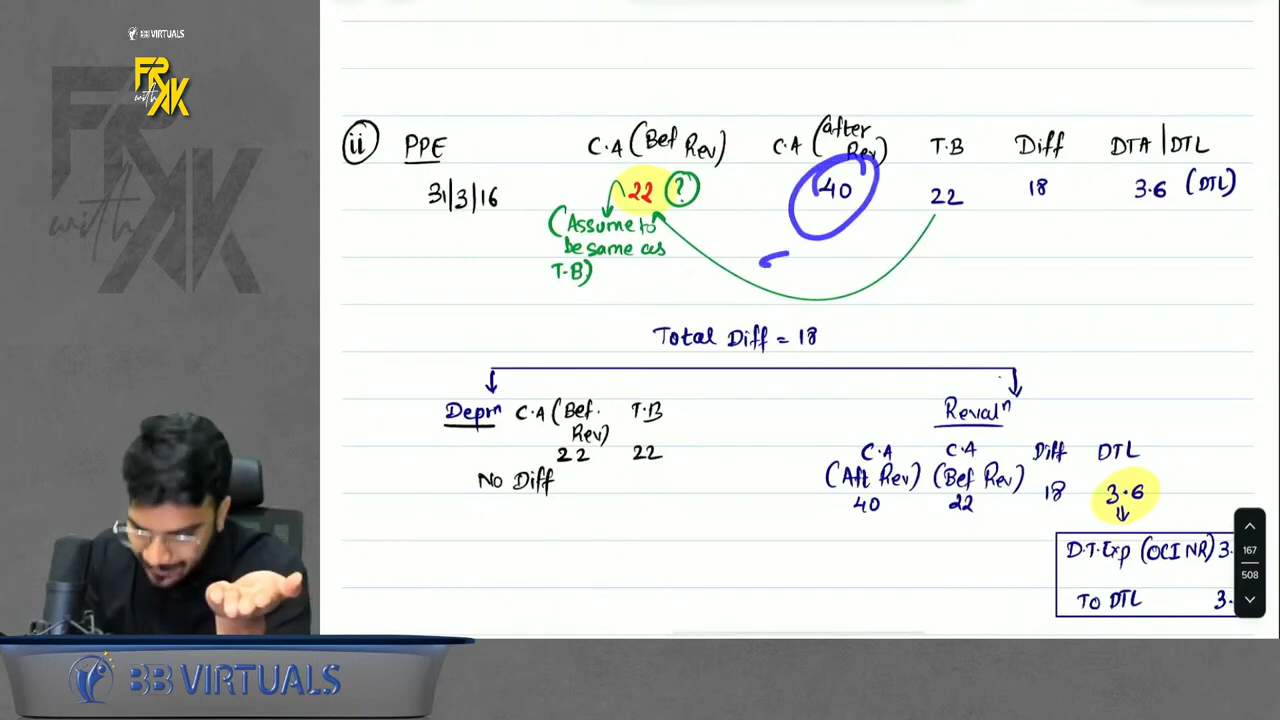 BB VIRTUALS
FR
with
AK
FR
with
AK
ii PPE C.A (Bef Rev) C.A (after Rev) T.B Diff DTA | DTL
31/3/16 22 ? 40 22 18 3.6 (DTL)
(Assume to
be same as
T.B)
Total Diff = 18
Deprn C.A (Bef. Rev) T.B
22 22
No Diff
Revaln
C.A C.A Diff DTL
(Aft Rev) (Bef Rev)
40 22 18 3.6
D.T. Exp (OCI NR) 3.
To DTL 3.
167
508
BB VIRTUALS